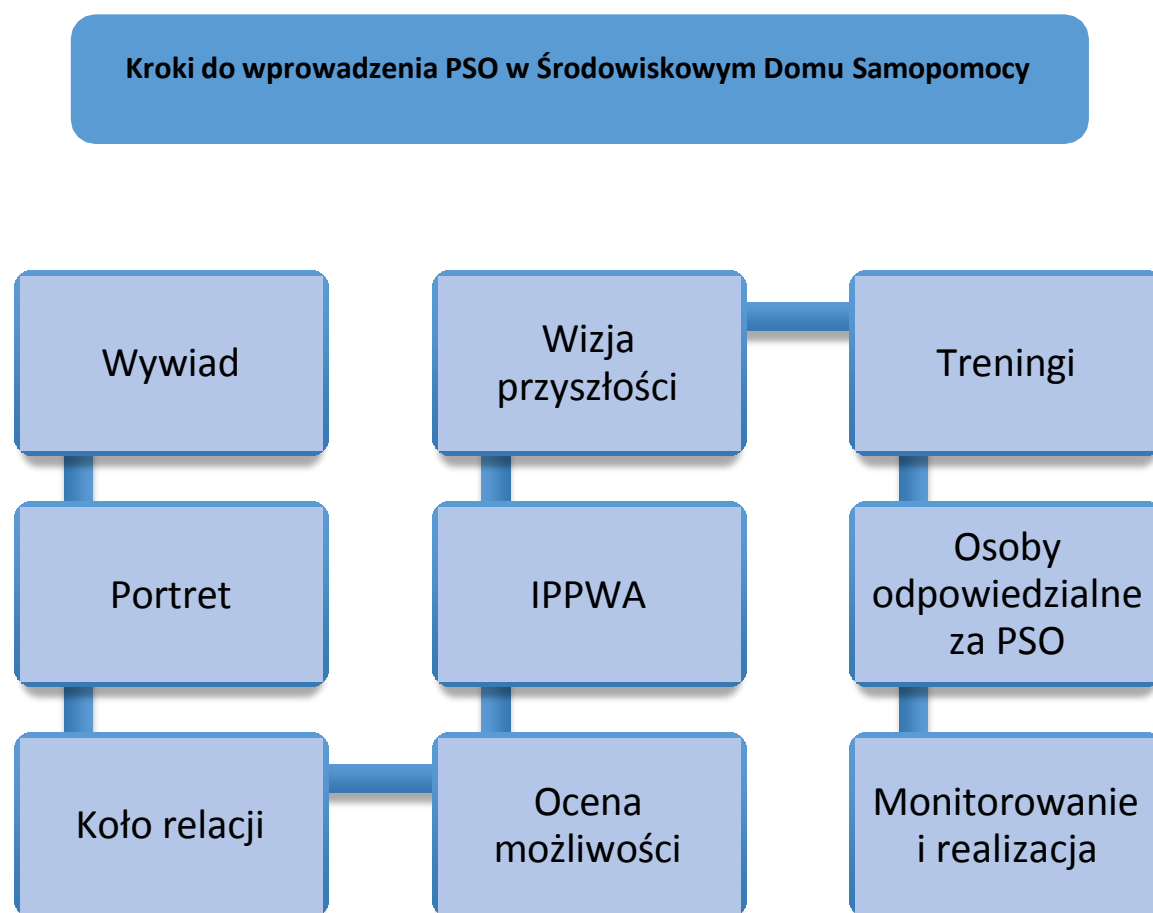 Kroki do wprowadzenia PSO w Środowiskowym Domu Samopomocy
Wywiad
Portret
Koło relacji
Ocena
możliwości
IPPWA
Wizja
przyszłości
Treningi
Osoby
odpowiedzialne
za PSO
Monitorowanie
i realizacja